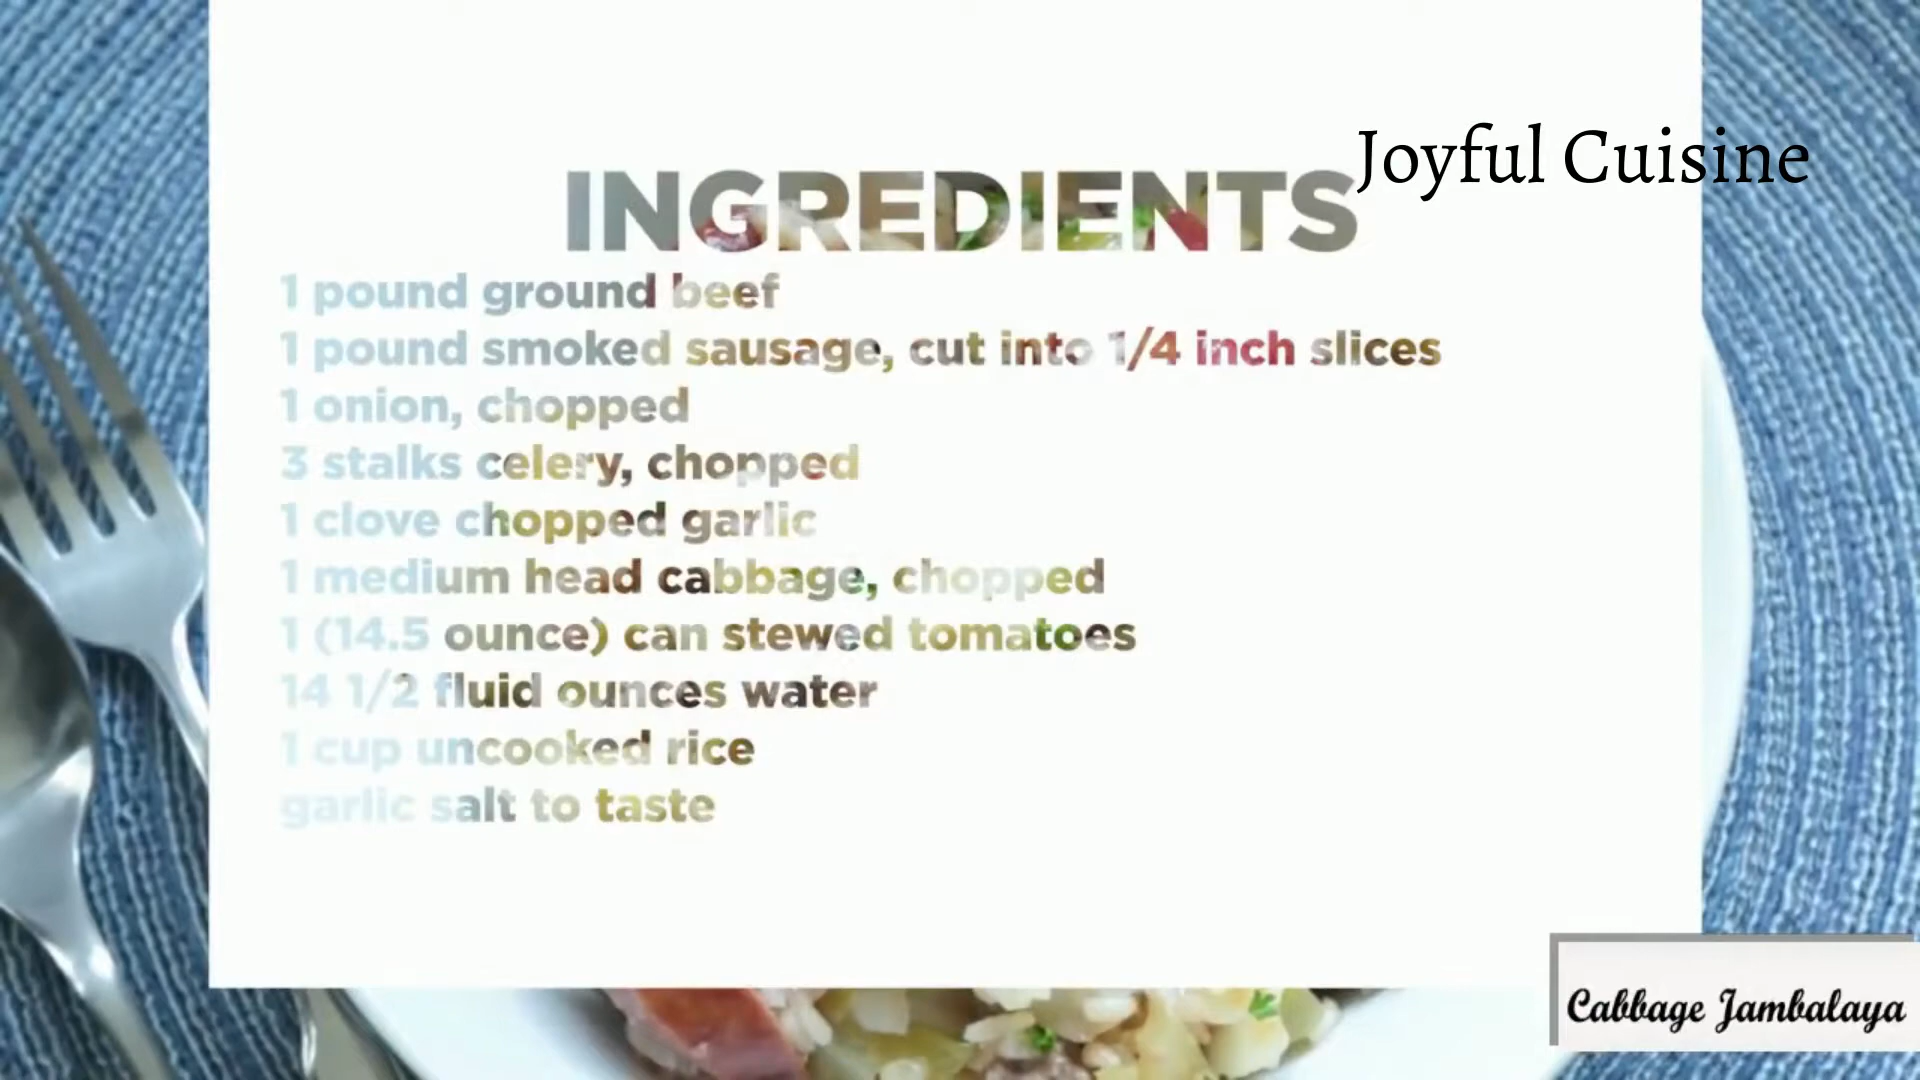 Joyful Cuisine
INGREDIENTS
1 pound ground beef
1 pound smoked sausage, cut into 1/4 inch slices
1 onion, chopped
3 stalks celery, chopped
1 clove chopped garlic
1 medium head cabbage, chopped
1 (14.5 ounce) can stewed tomatoes
14 1/2 fluid ounces water
1 cup uncooked rice
garlic salt to taste
Cabbage Jambalaya